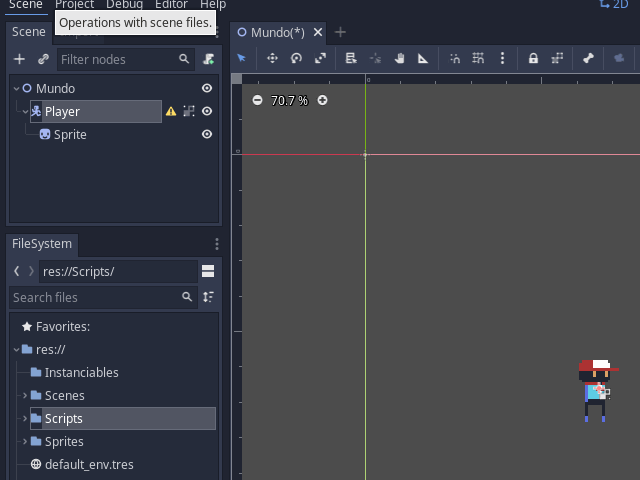 Scene Project Debug Editor Help 2D
Operations with scene files.
Scene
Mundo(*)
Filter nodes
70.7 %
Mundo
Player
Sprite
FileSystem
res://Scripts/
Search files
Favorites:
res://
Instanciables
Scenes
Scripts
Sprites
default_env.tres